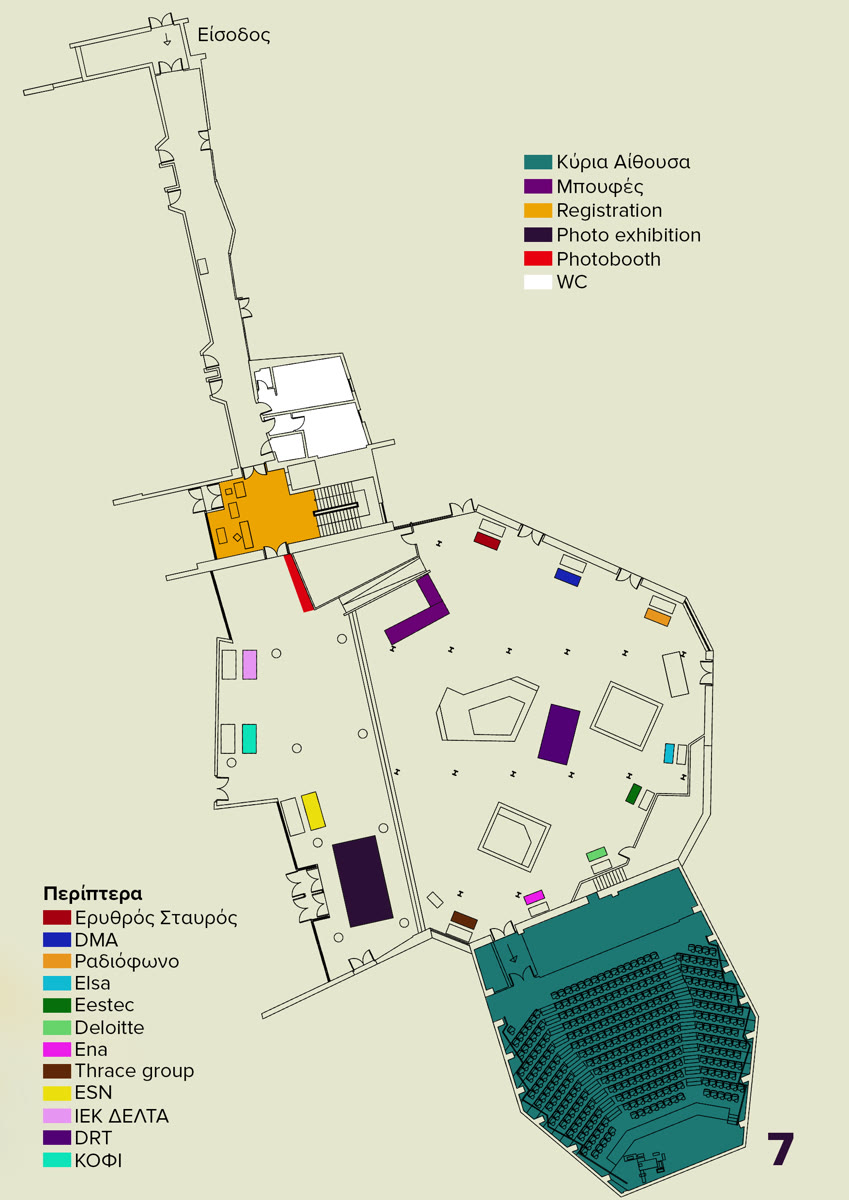 Είσοδος
Κύρια Αίθουσα
Μπουφές
Registration
Photo exhibition
Photobooth
WC
Περίπτερα
Ερυθρός Σταυρός
DMA
Ραδιόφωνο
Elsa
Eestec
Deloitte
Ena
Thrace group
ESN
ΙΕΚ ΔΕΛΤΑ
DRT
ΚΟΦΙ
7